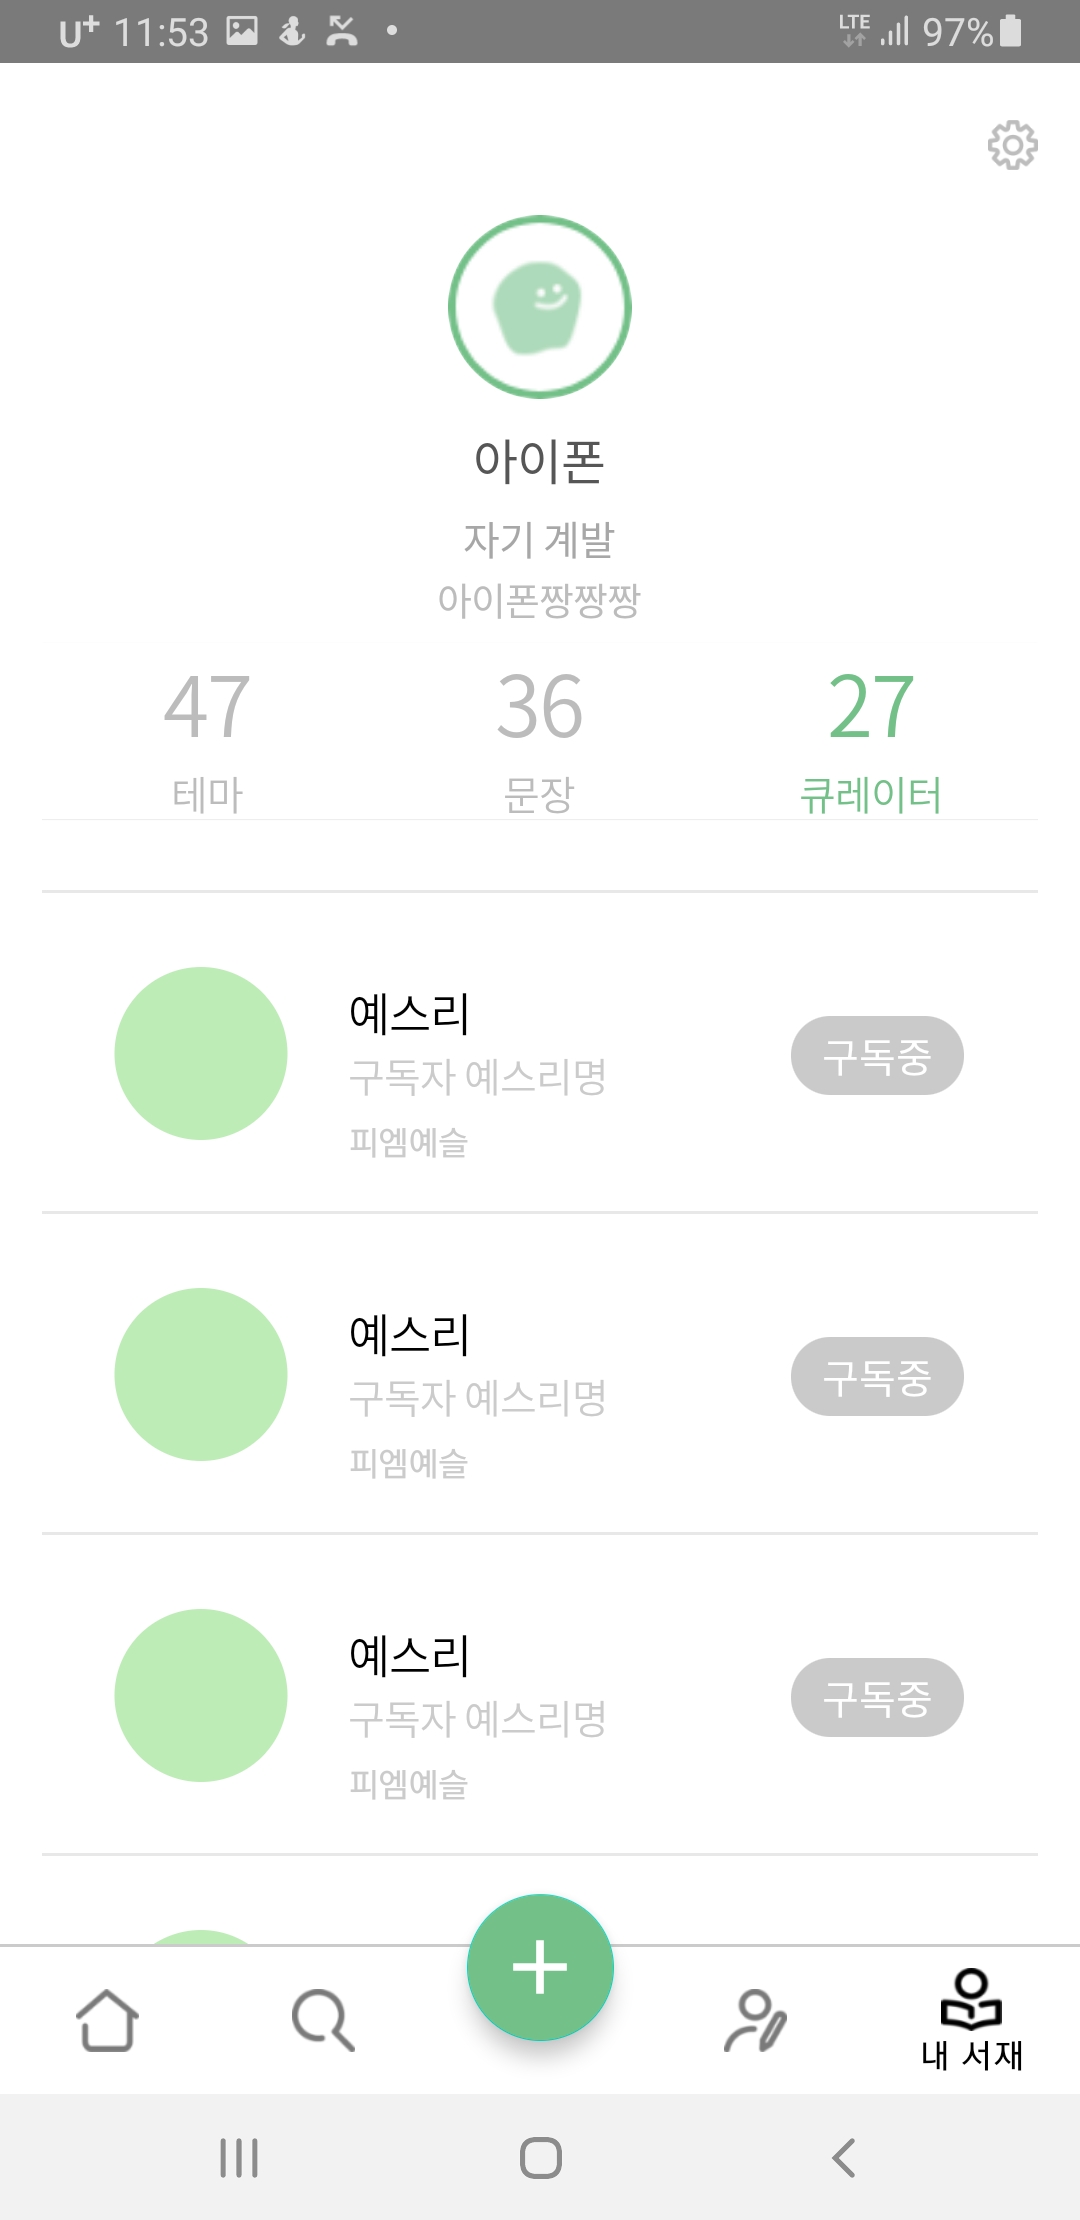 U+ 11:53 LTE 97%
아이폰
자기 계발
아이폰짱짱짱
47 36 27
테마 문장 큐레이터
예스리
구독자 예스리명
피엠예슬
구독중
예스리
구독자 예스리명
피엠예슬
구독중
예스리
구독자 예스리명
피엠예슬
구독중
내 서재